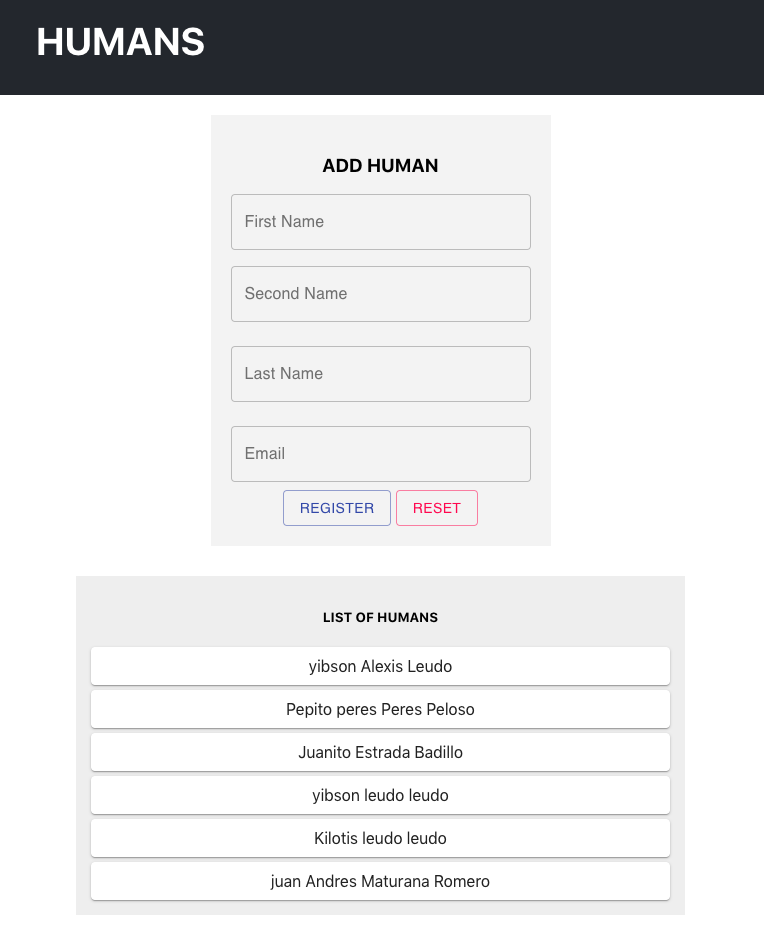 HUMANS
ADD HUMAN
First Name
Second Name
Last Name
Email
REGISTER RESET
LIST OF HUMANS
yibson Alexis Leudo
Pepito peres Peres Peloso
Juanito Estrada Badillo
yibson leudo leudo
Kilotis leudo leudo
juan Andres Maturana Romero